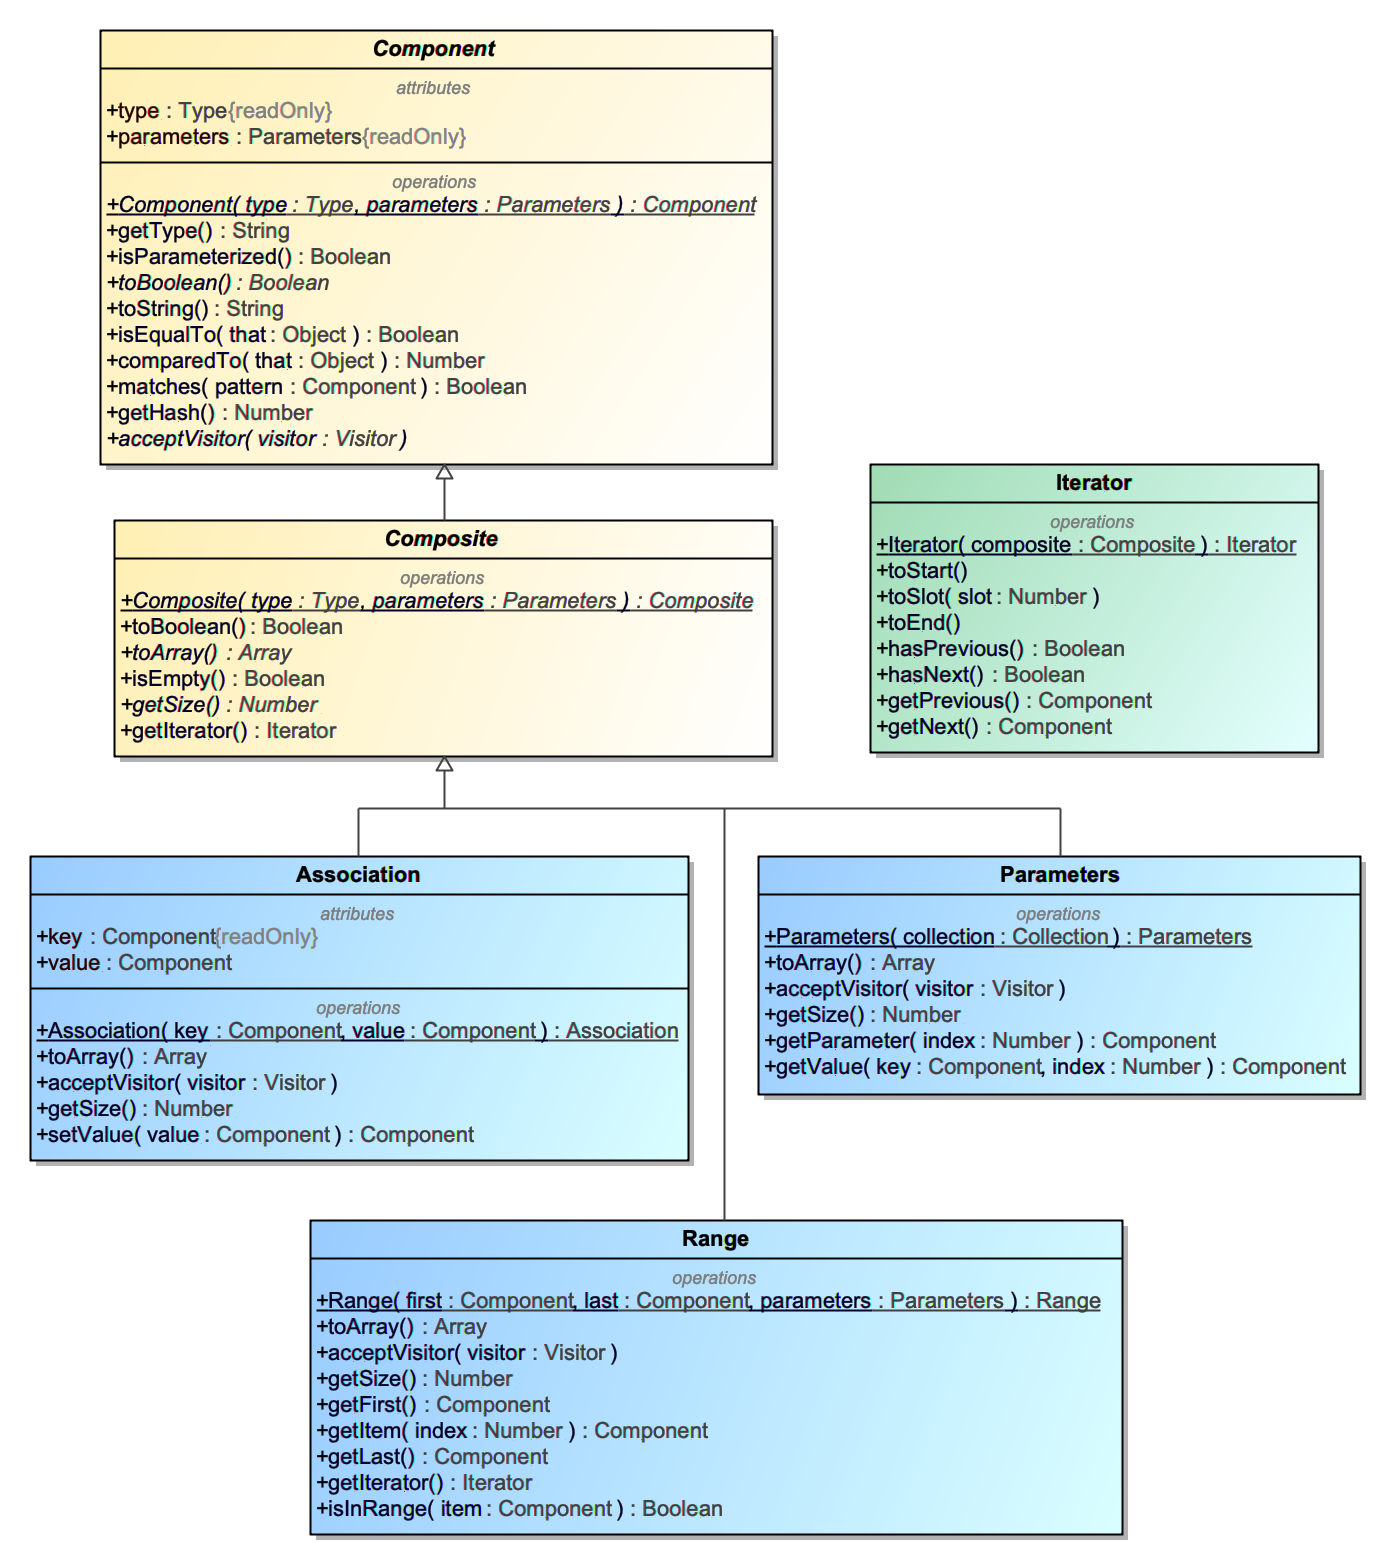 Component
attributes
+type : Type{readOnly}
+parameters : Parameters{readOnly}
operations
+Component( type : Type, parameters : Parameters ) : Component
+getType() : String
+isParameterized() : Boolean
+toBoolean() : Boolean
+toString() : String
+isEqualTo( that : Object ) : Boolean
+comparedTo( that : Object ) : Number
+matches( pattern : Component ) : Boolean
+getHash() : Number
+acceptVisitor( visitor : Visitor )
Composite
operations
+Composite( type : Type, parameters : Parameters ) : Composite
+toBoolean() : Boolean
+toArray() : Array
+isEmpty() : Boolean
+getSize() : Number
+getIterator() : Iterator
Iterator
operations
+Iterator( composite : Composite ) : Iterator
+toStart()
+toSlot( slot : Number )
+toEnd()
+hasPrevious() : Boolean
+hasNext() : Boolean
+getPrevious() : Component
+getNext() : Component
Association
attributes
+key : Component{readOnly}
+value : Component
operations
+Association( key : Component, value : Component ) : Association
+toArray() : Array
+acceptVisitor( visitor : Visitor )
+getSize() : Number
+setValue( value : Component ) : Component
Parameters
operations
+Parameters( collection : Collection ) : Parameters
+toArray() : Array
+acceptVisitor( visitor : Visitor )
+getSize() : Number
+getParameter( index : Number ) : Component
+getValue( key : Component, index : Number ) : Component
Range
operations
+Range( first : Component, last : Component, parameters : Parameters ) : Range
+toArray() : Array
+acceptVisitor( visitor : Visitor )
+getSize() : Number
+getFirst() : Component
+getItem( index : Number ) : Component
+getLast() : Component
+getIterator() : Iterator
+isInRange( item : Component ) : Boolean